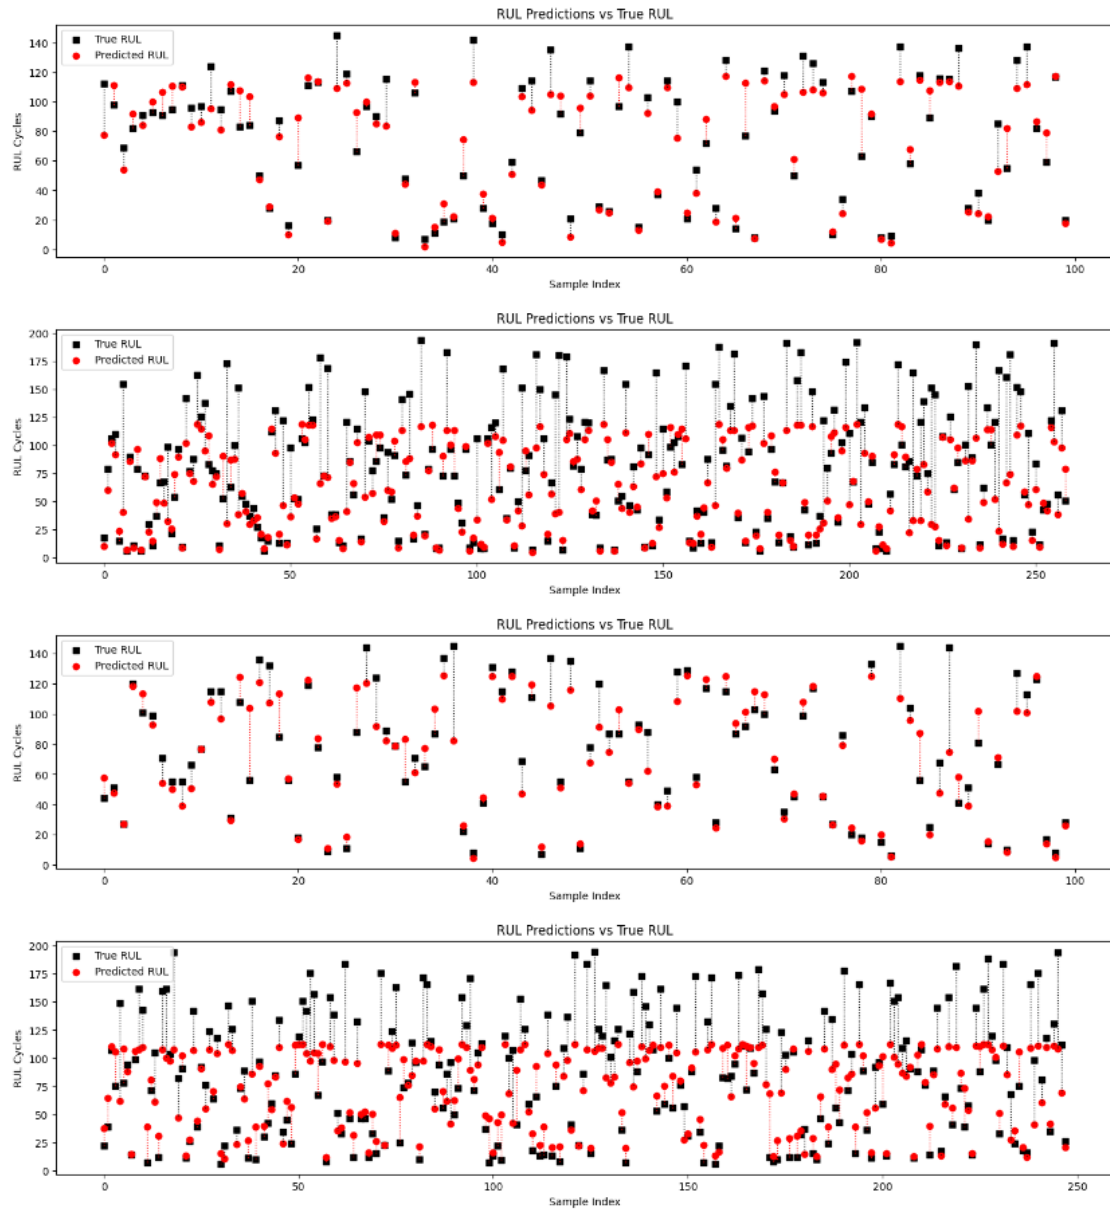 RUL Predictions vs True RUL
True RUL
Predicted RUL
RUL Cycles
140
120
100
80
60
40
20
0
0 20 40 60 80 100
Sample Index
RUL Predictions vs True RUL
True RUL
Predicted RUL
RUL Cycles
200
175
150
125
100
75
50
25
0
0 50 100 150 200 250
Sample Index
RUL Predictions vs True RUL
True RUL
Predicted RUL
RUL Cycles
140
120
100
80
60
40
20
0
0 20 40 60 80 100
Sample Index
RUL Predictions vs True RUL
True RUL
Predicted RUL
RUL Cycles
200
175
150
125
100
75
50
25
0
0 50 100 150 200 250
Sample Index